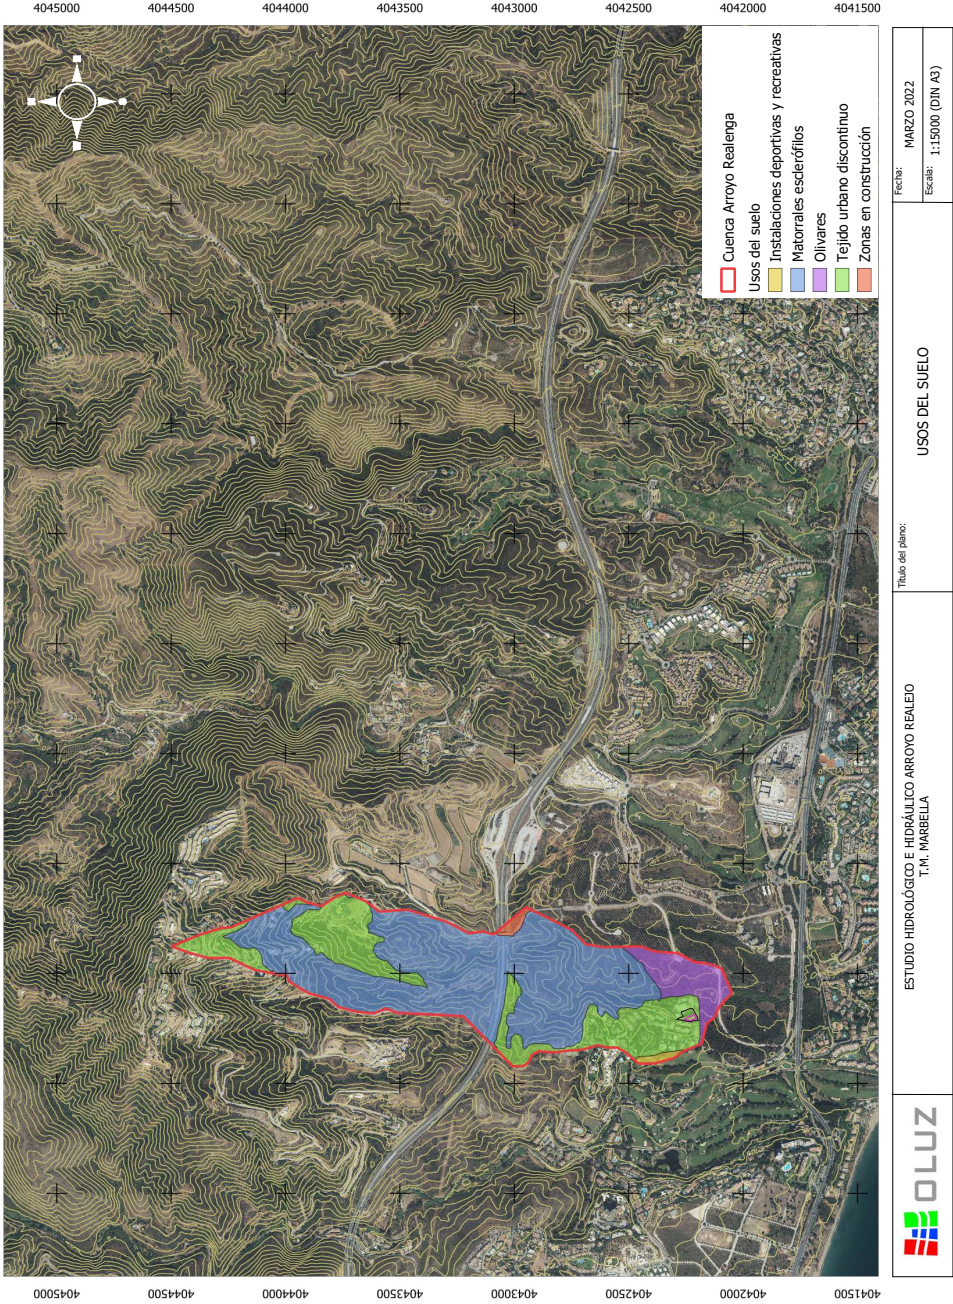 4045000 4044500 4044000 4043500 4043000 4042500 4042000 4041500
Cuenca Arroyo Realenga
Usos del suelo
Instalaciones deportivas y recreativas
Matorrales esclerófilos
Olivares
Tejido urbano discontinuo
Zonas en construcción
Fecha:
MARZO 2022
Escala:
1:15000 (DIN A3)
Título del plano:
USOS DEL SUELO
ESTUDIO HIDROLÓGICO E HIDRÁULICO ARROYO REALEJO
T.M. MARBELLA
OLUZ
4045000 4044500 4044000 4043500 4043000 4042500 4042000 4041500